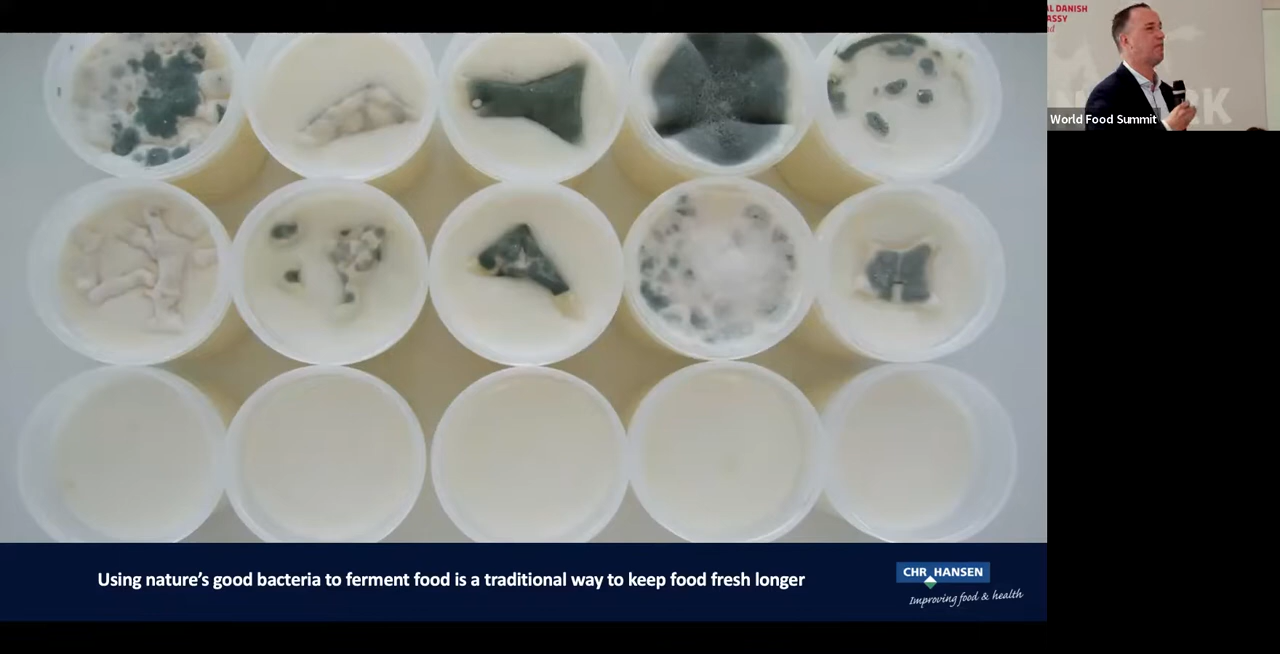 Using nature's good bacteria to ferment food is a traditional way to keep food fresh longer
CHR HANSEN
Improving food & health
DANISH
World Food Summit